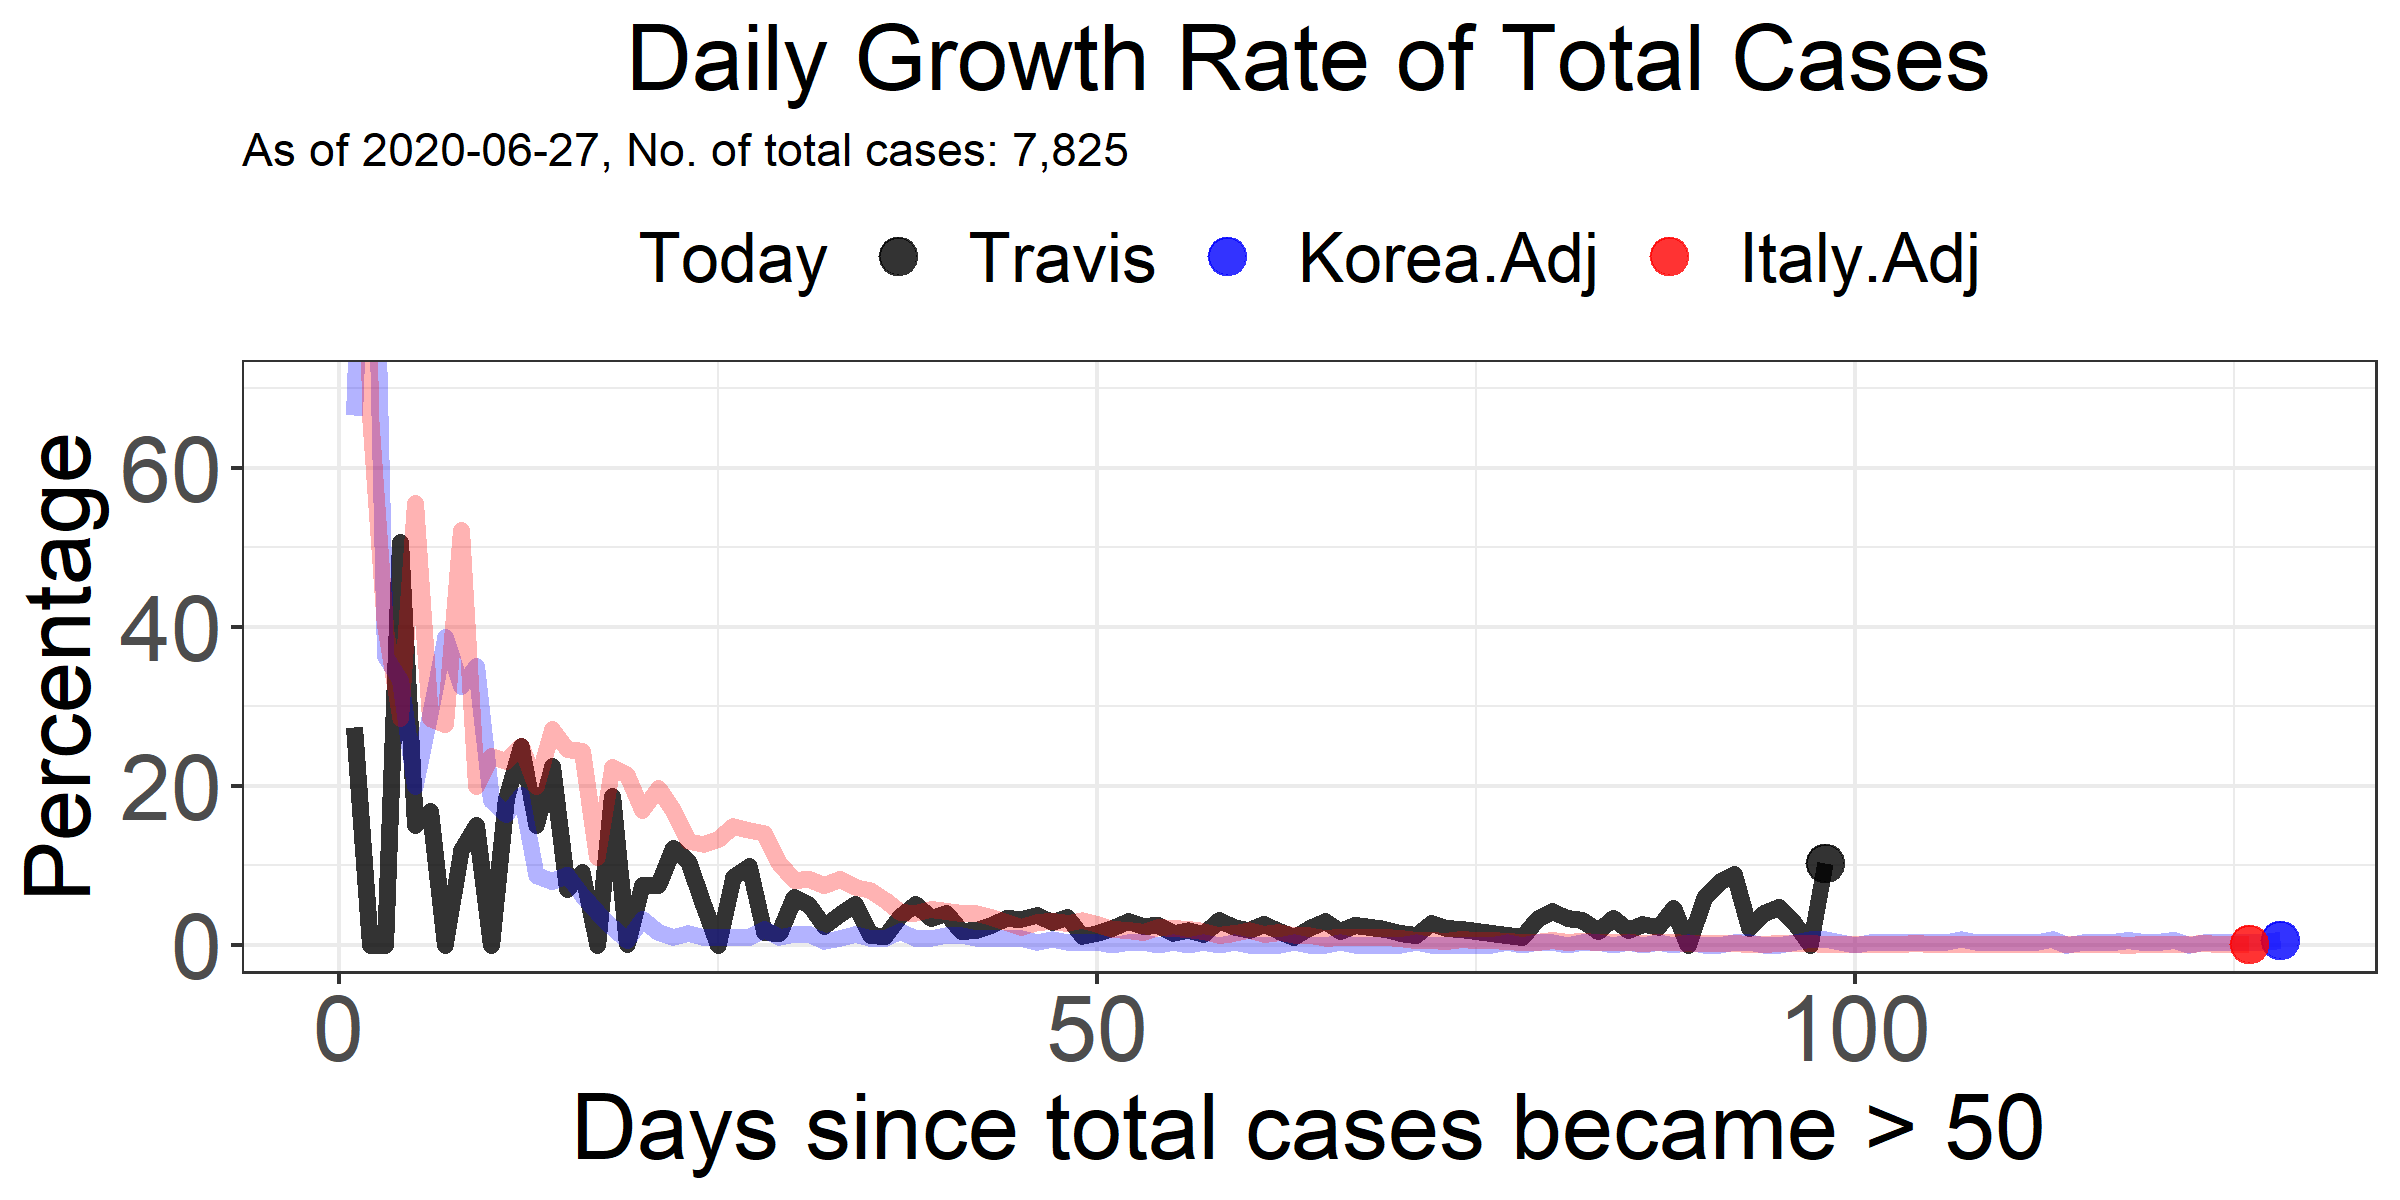 Daily Growth Rate of Total Cases
As of 2020-06-27, No. of total cases: 7,825
Today Travis Korea.Adj Italy.Adj
Percentage
60
40
20
0
0 50 100
Days since total cases became > 50